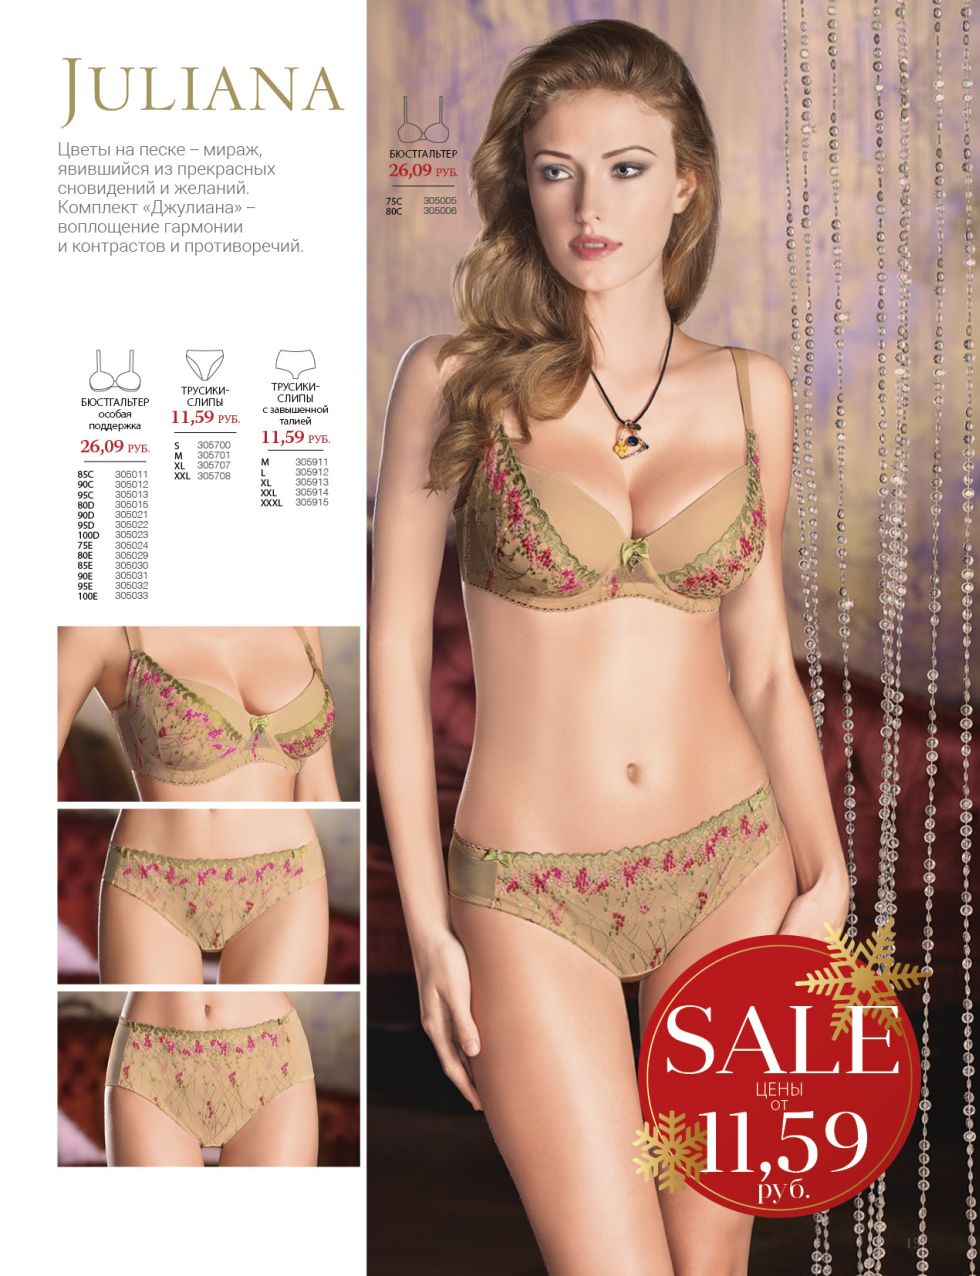 JULIANA
Цветы на песке – мираж,
явившийся из прекрасных
сновидений и желаний.
Комплект «Джулиана» –
воплощение гармонии
и контрастов и противоречий.
БЮСТГАЛЬТЕР
26,09 РУБ.
75C 305005
80C 305006
БЮСТГАЛЬТЕР
особая
поддержка
26,09 РУБ.
85C 305011
90C 305012
95C 305013
80D 305015
90D 305021
95D 305022
100D 305023
75E 305024
80E 305029
85E 305030
90E 305031
95E 305032
100E 305033
ТРУСИКИ-
СЛИПЫ
11,59 РУБ.
S 305700
M 305701
XL 305707
XXL 305708
ТРУСИКИ-
СЛИПЫ
с завышенной
талией
11,59 РУБ.
M 305911
L 305912
XL 305913
XXL 305914
XXXL 305915
SALE
ЦЕНЫ
ОТ
11,59
руб.